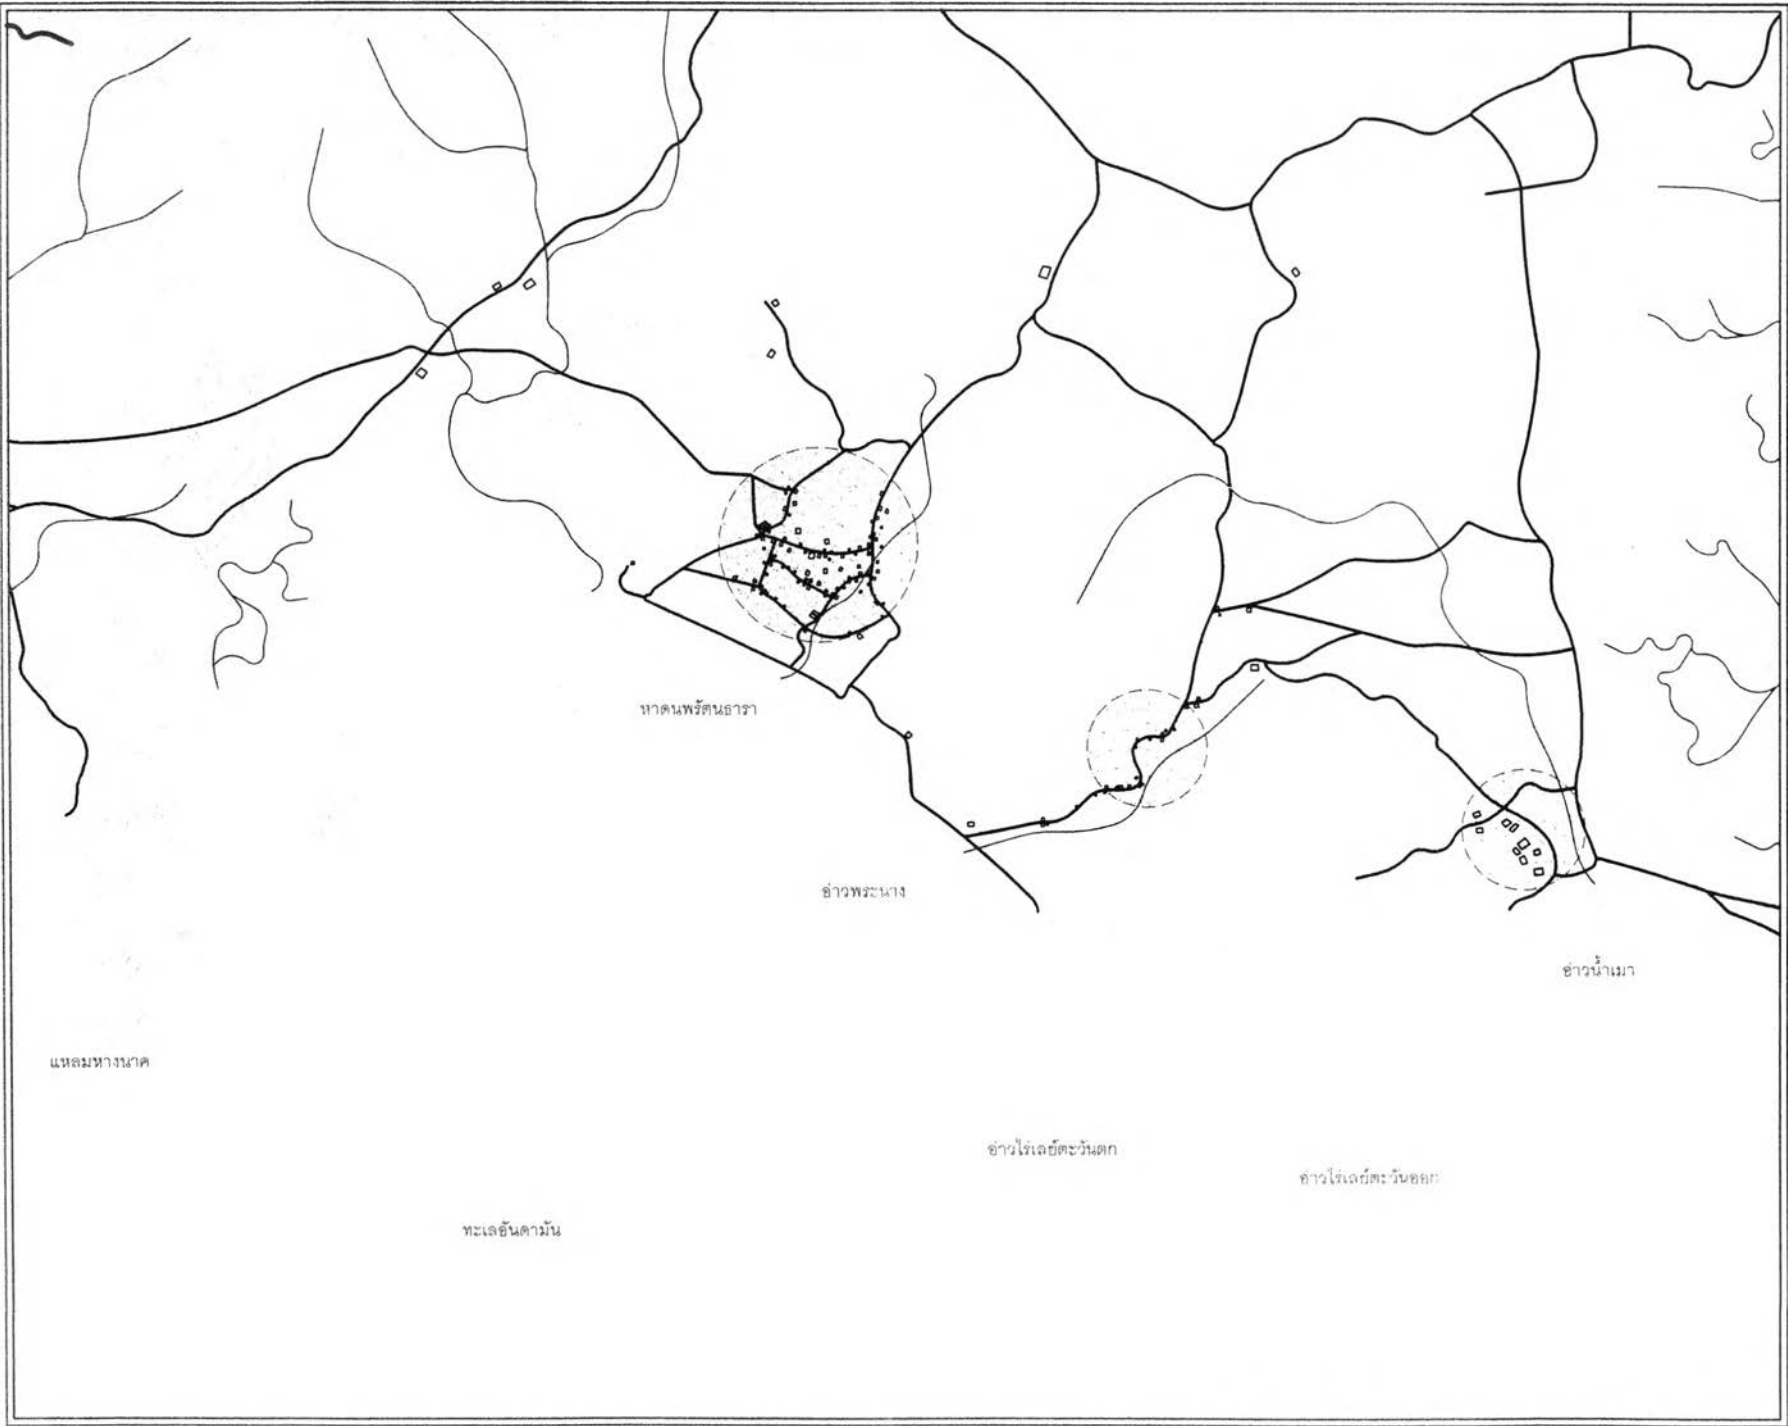 หาดนพรัตนธารา
อ่าวพระนาง
อ่าวน้ำเมา
แหลมหางนาค
อ่าวไร่เลย์ตะวันตก
อ่าวไร่เลย์ตะวันออก
ทะเลอันดามัน